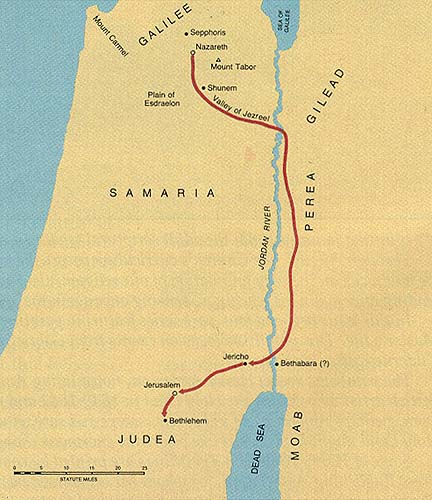 GALILEE
Mount Carmel
SEA OF
GALILEE
Sepphoris
Nazareth
Mount Tabor
Shunem
Plain of
Esdraelon
Valley of Jezreel
GILEAD
SAMARIA
PEREA
JORDAN RIVER
Jericho
Bethabara (?)
Jerusalem
Bethlehem
JUDEA
DEAD SEA
MOAB
0 5 10 15 20 25
STATUTE MILES